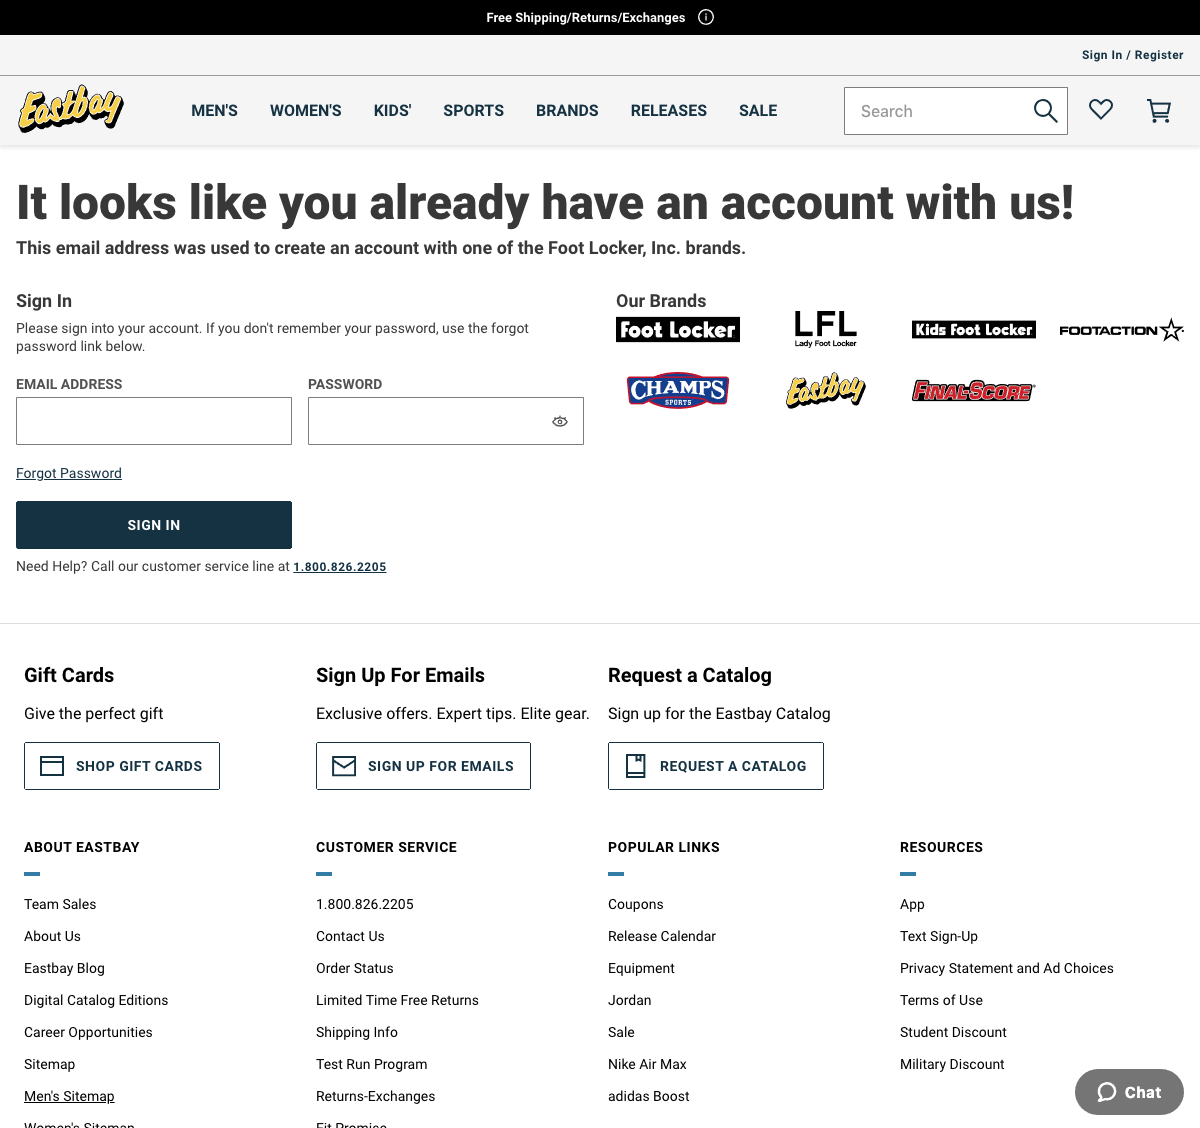 Free Shipping/Returns/Exchanges
Sign In / Register
Eastbay
MEN'S
WOMEN'S
KIDS'
SPORTS
BRANDS
RELEASES
SALE
Search
It looks like you already have an account with us!
This email address was used to create an account with one of the Foot Locker, Inc. brands.
Sign In
Please sign into your account. If you don't remember your password, use the forgot
password link below.
EMAIL ADDRESS
PASSWORD
Forgot Password
SIGN IN
Need Help? Call our customer service line at 1.800.826.2205
Our Brands
Foot Locker
LFL
Lady Foot Locker
Kids Foot Locker
FOOTACTION
CHAMPS
SPORTS
Eastbay
FINAL-SCORE
Gift Cards
Give the perfect gift
SHOP GIFT CARDS
Sign Up For Emails
Exclusive offers. Expert tips. Elite gear.
SIGN UP FOR EMAILS
Request a Catalog
Sign up for the Eastbay Catalog
REQUEST A CATALOG
ABOUT EASTBAY
Team Sales
About Us
Eastbay Blog
Digital Catalog Editions
Career Opportunities
Sitemap
Men's Sitemap
Women's Sitemap
CUSTOMER SERVICE
1.800.826.2205
Contact Us
Order Status
Limited Time Free Returns
Shipping Info
Test Run Program
Returns-Exchanges
Fit Promise
POPULAR LINKS
Coupons
Release Calendar
Equipment
Jordan
Sale
Nike Air Max
adidas Boost
RESOURCES
App
Text Sign-Up
Privacy Statement and Ad Choices
Terms of Use
Student Discount
Military Discount
Chat